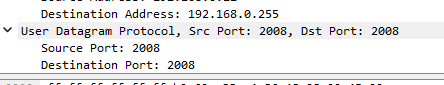 Destination Address: 192.168.0.255
User Datagram Protocol, Src Port: 2008, Dst Port: 2008
Source Port: 2008
Destination Port: 2008